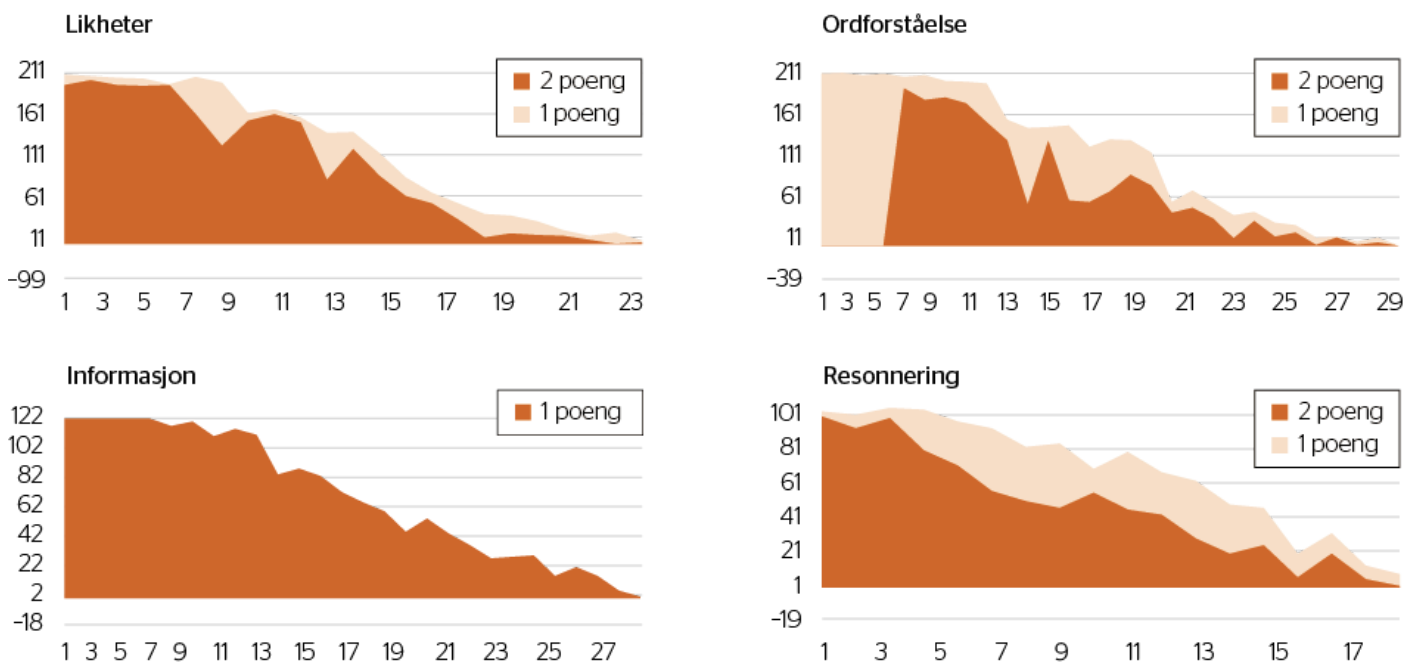 Likheter
211
161
111
61
11
−99
1 3 5 7 9 11 13 15 17 19 21 23
2 poeng
1 poeng
Ordforståelse
211
161
111
61
11
−39
1 3 5 7 9 11 13 15 17 19 21 23 25 27 29
2 poeng
1 poeng
Informasjon
122
102
82
62
42
22
2
−18
1 3 5 7 9 11 13 15 17 19 21 23 25 27
1 poeng
Resonnering
101
81
61
41
21
1
−19
1 3 5 7 9 11 13 15 17
2 poeng
1 poeng